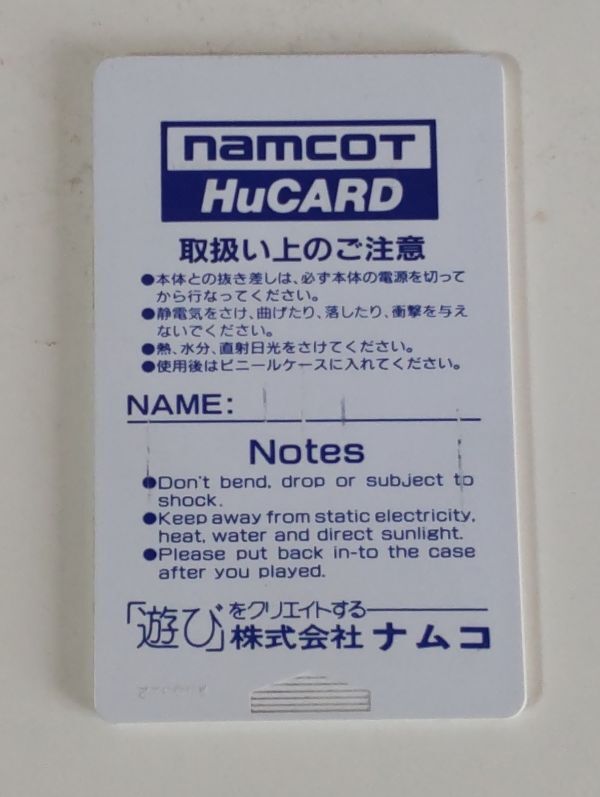 namcot
HuCARD
取扱い上のご注意
●本体との抜き差しは、必ず本体の電源を切って
から行なってください。
●静電気をさけ、曲げたり、落したり、衝撃を与え
ないでください。
●熱、水分、直射日光をさけてください。
●使用後はビニールケースに入れてください。
NAME:
Notes
●Don't bend, drop or subject to
shock.
●Keep away from static electricity,
heat, water and direct sunlight.
●Please put back in-to the case
after you played.
「遊び」をクリエイトする
株式会社 ナムコ